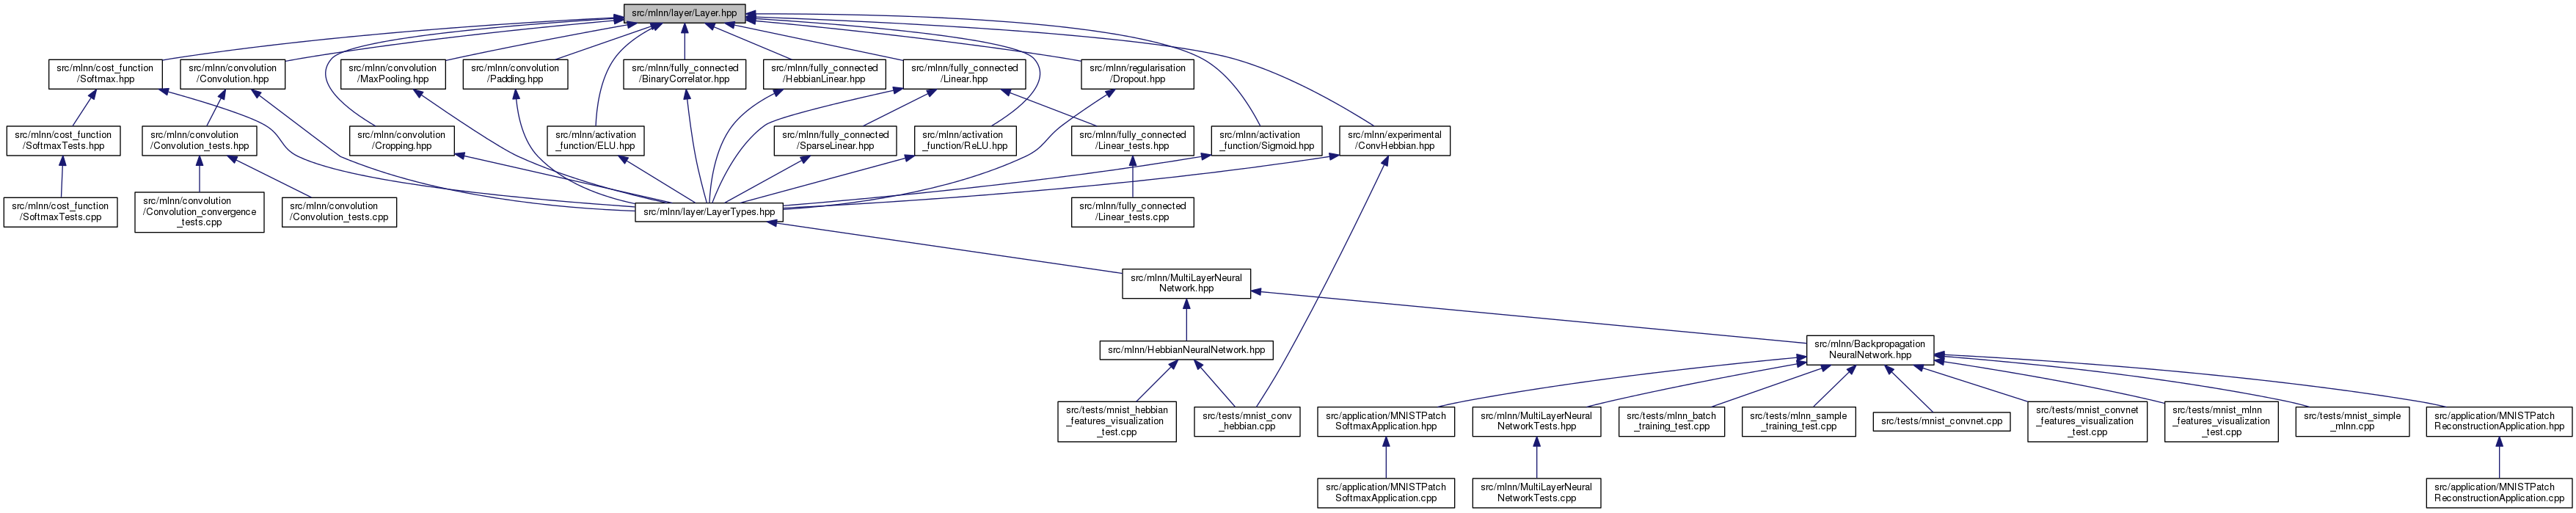 src/mlnn/layer/Layer.hpp
src/mlnn/cost_function
/Softmax.hpp
src/mlnn/convolution
/Convolution.hpp
src/mlnn/convolution
/MaxPooling.hpp
src/mlnn/convolution
/Padding.hpp
src/mlnn/fully_connected
/BinaryCorrelator.hpp
src/mlnn/fully_connected
/HebbianLinear.hpp
src/mlnn/fully_connected
/Linear.hpp
src/mlnn/regularisation
/Dropout.hpp
src/mlnn/cost_function
/SoftmaxTests.hpp
src/mlnn/convolution
/Convolution_tests.hpp
src/mlnn/convolution
/Cropping.hpp
src/mlnn/activation
_function/ELU.hpp
src/mlnn/fully_connected
/SparseLinear.hpp
src/mlnn/activation
_function/ReLU.hpp
src/mlnn/fully_connected
/Linear_tests.hpp
src/mlnn/activation
_function/Sigmoid.hpp
src/mlnn/experimental
/ConvHebbian.hpp
src/mlnn/cost_function
/SoftmaxTests.cpp
src/mlnn/convolution
/Convolution_convergence
_tests.cpp
src/mlnn/convolution
/Convolution_tests.cpp
src/mlnn/layer/LayerTypes.hpp
src/mlnn/fully_connected
/Linear_tests.cpp
src/mlnn/MultiLayerNeural
Network.hpp
src/mlnn/HebbianNeuralNetwork.hpp
src/mlnn/Backpropagation
NeuralNetwork.hpp
src/tests/mnist_hebbian
_features_visualization
_test.cpp
src/tests/mnist_conv
_hebbian.cpp
src/application/MNISTPatch
SoftmaxApplication.hpp
src/mlnn/MultiLayerNeural
NetworkTests.hpp
src/tests/mlnn_batch
_training_test.cpp
src/tests/mlnn_sample
_training_test.cpp
src/tests/mnist_convnet.cpp
src/tests/mnist_convnet
_features_visualization
_test.cpp
src/tests/mnist_mlnn
_features_visualization
_test.cpp
src/tests/mnist_simple
_mlnn.cpp
src/application/MNISTPatch
ReconstructionApplication.hpp
src/application/MNISTPatch
SoftmaxApplication.cpp
src/mlnn/MultiLayerNeural
NetworkTests.cpp
src/application/MNISTPatch
ReconstructionApplication.cpp